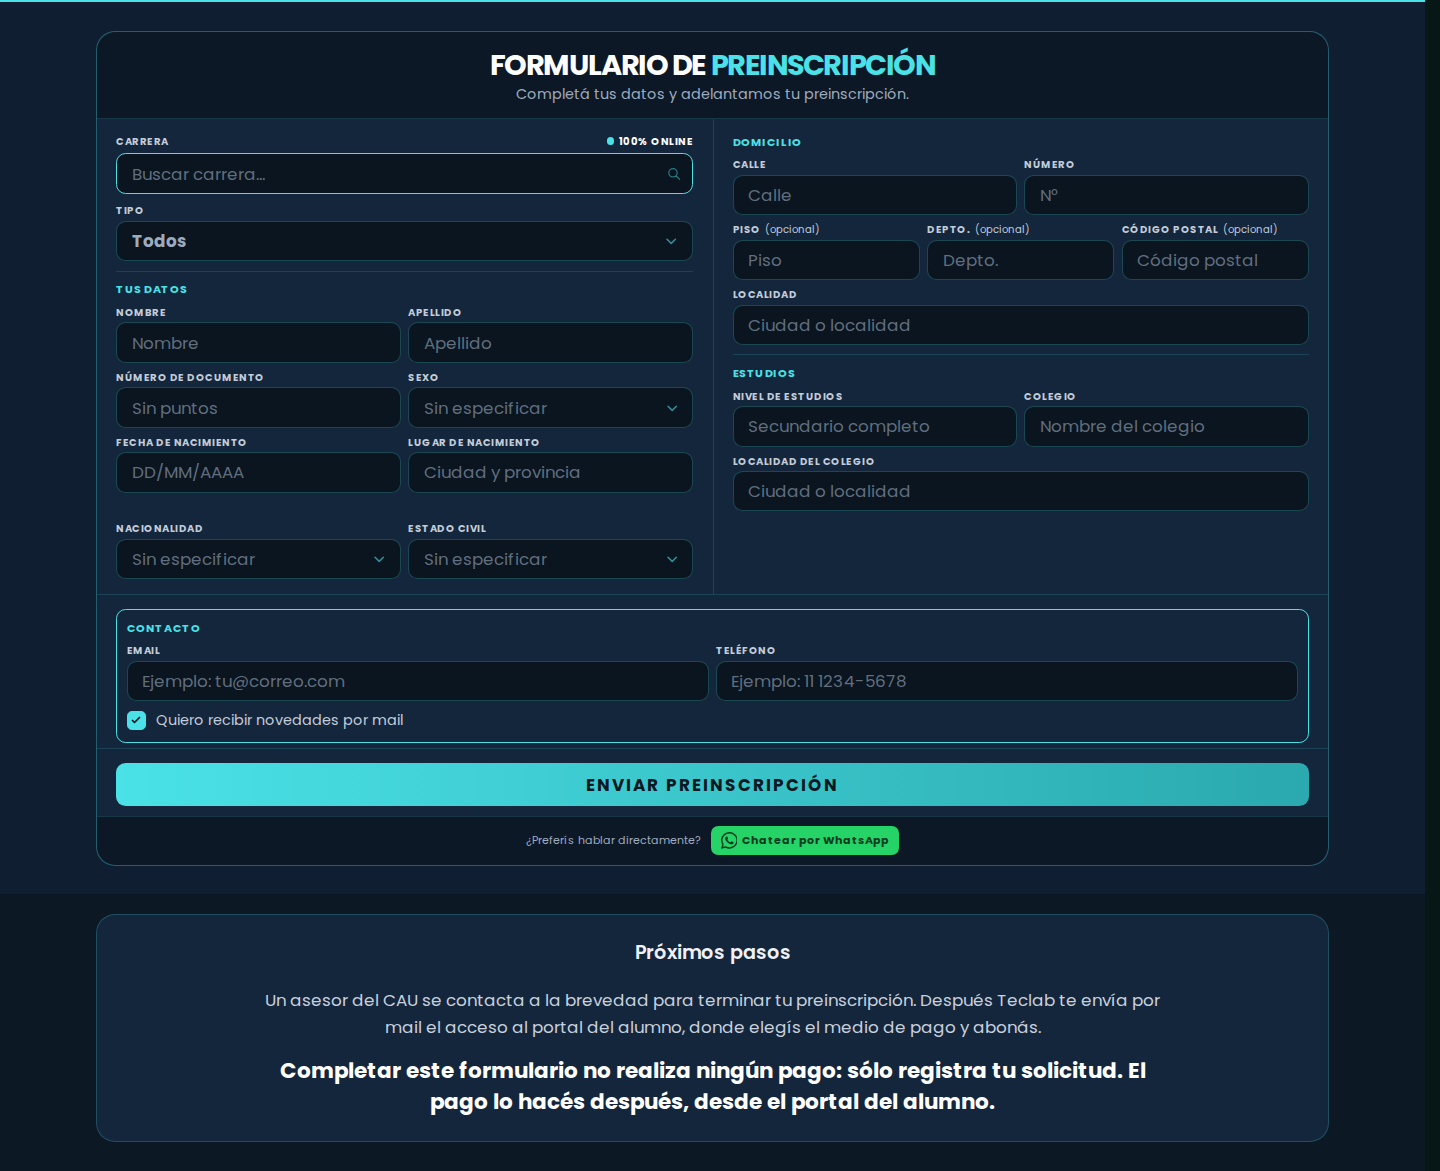 FORMULARIO DE PREINSCRIPCIÓN
Completá tus datos y adelantamos tu preinscripción.
CARRERA
100% ONLINE
Buscar carrera...
TIPO
Todos
TUS DATOS
NOMBRE
APELLIDO
Nombre
Apellido
NÚMERO DE DOCUMENTO
SEXO
Sin puntos
Sin especificar
FECHA DE NACIMIENTO
LUGAR DE NACIMIENTO
DD/MM/AAAA
Ciudad y provincia
NACIONALIDAD
ESTADO CIVIL
Sin especificar
Sin especificar
DOMICILIO
CALLE
NÚMERO
Calle
N°
PISO (opcional)
DEPTO. (opcional)
CÓDIGO POSTAL (opcional)
Piso
Depto.
Código postal
LOCALIDAD
Ciudad o localidad
ESTUDIOS
NIVEL DE ESTUDIOS
COLEGIO
Secundario completo
Nombre del colegio
LOCALIDAD DEL COLEGIO
Ciudad o localidad
CONTACTO
EMAIL
TELÉFONO
Ejemplo: tu@correo.com
Ejemplo: 11 1234-5678
Quiero recibir novedades por mail
ENVIAR PREINSCRIPCIÓN
¿Preferís hablar directamente?
Chatear por WhatsApp
Próximos pasos
Un asesor del CAU se contacta a la brevedad para terminar tu preinscripción. Después Teclab te envía por
mail el acceso al portal del alumno, donde elegís el medio de pago y abonás.
Completar este formulario no realiza ningún pago: sólo registra tu solicitud. El
pago lo hacés después, desde el portal del alumno.